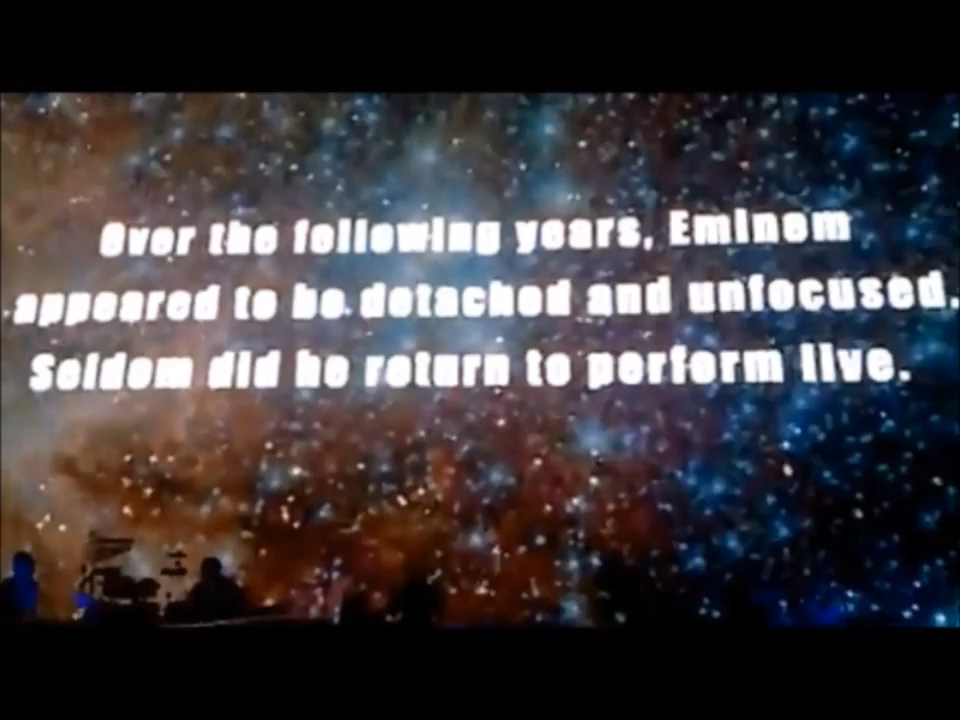 Over the following years, Eminem
appeared to be detached and unfocused.
Seldom did he return to perform live.